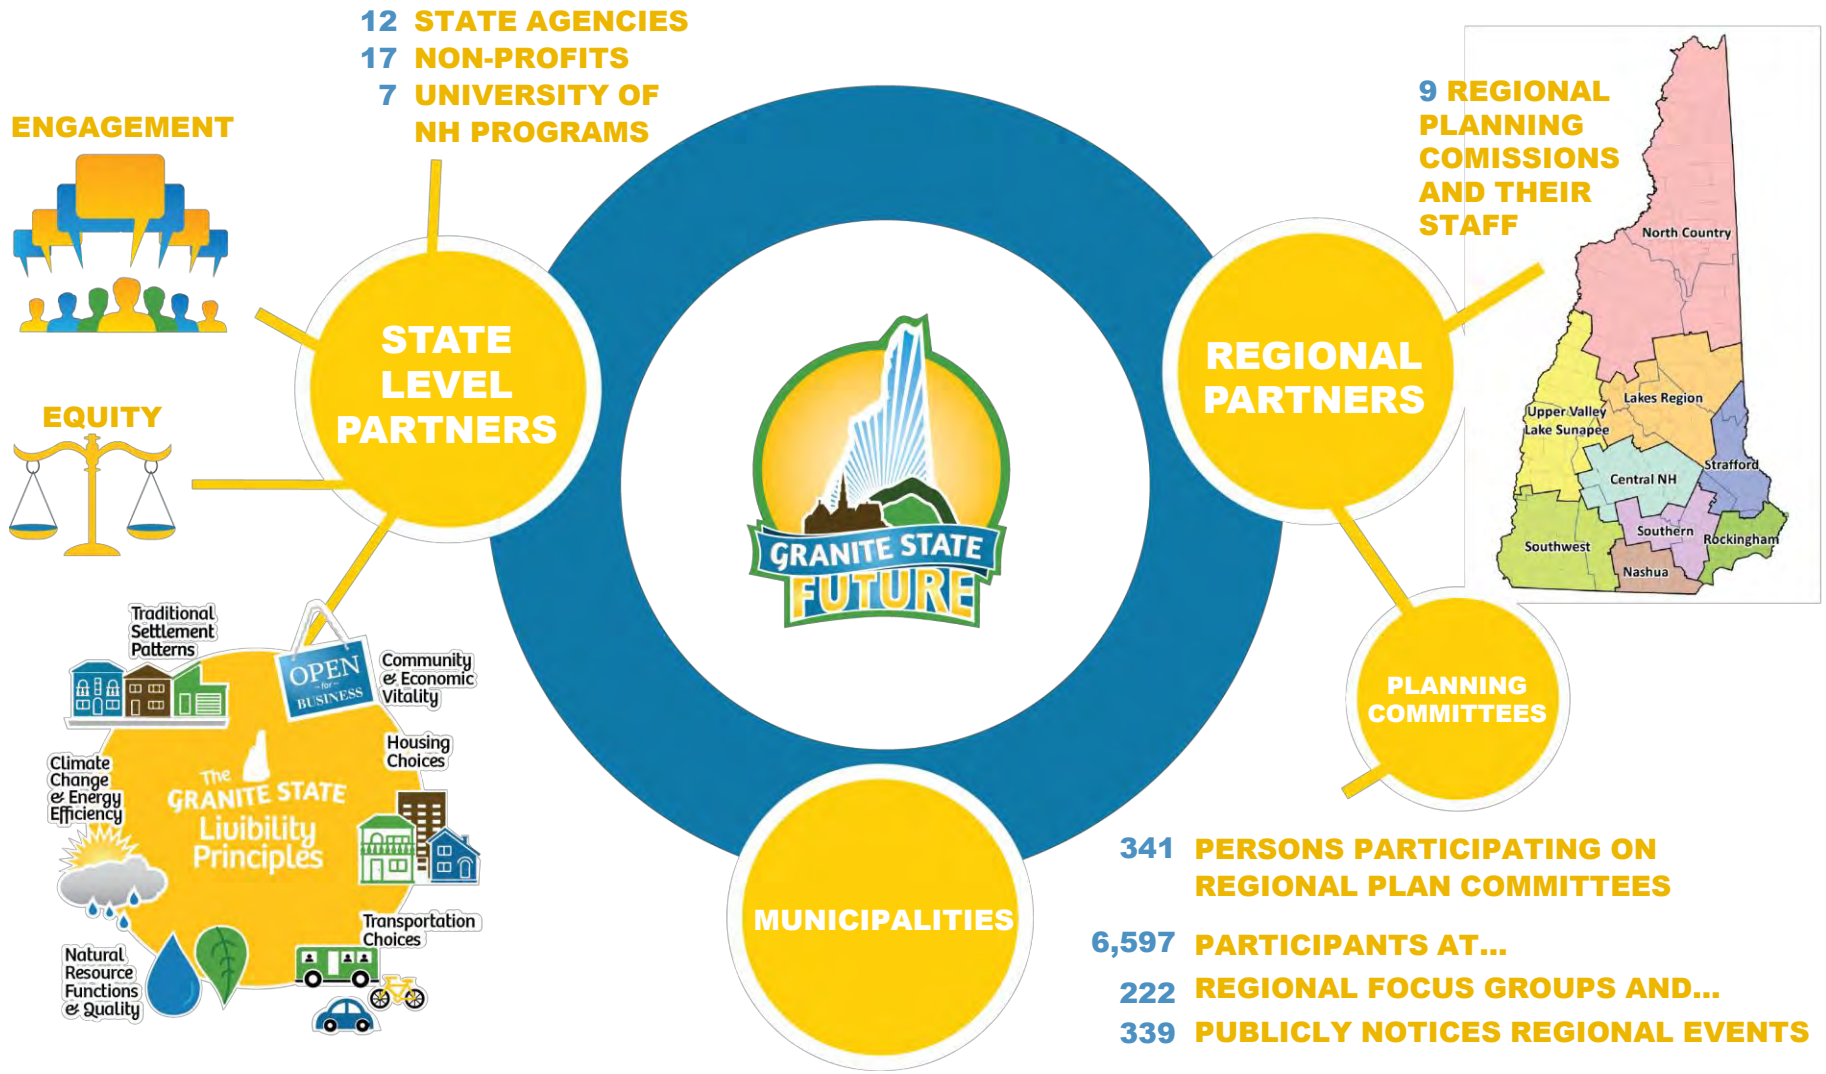 12 STATE AGENCIES
17 NON-PROFITS
7 UNIVERSITY OF
NH PROGRAMS
ENGAGEMENT
EQUITY
STATE
LEVEL
PARTNERS
GRANITE STATE
FUTURE
REGIONAL
PARTNERS
9 REGIONAL
PLANNING
COMISSIONS
AND THEIR
STAFF
North Country
Lakes Region
Upper Valley
Lake Sunapee
Strafford
Central NH
Southern
Rockingham
Southwest
Nashua
PLANNING
COMMITTEES
MUNICIPALITIES
341 PERSONS PARTICIPATING ON
REGIONAL PLAN COMMITTEES
6,597 PARTICIPANTS AT...
222 REGIONAL FOCUS GROUPS AND...
339 PUBLICLY NOTICES REGIONAL EVENTS
Traditional
Settlement
Patterns
OPEN
~for~
BUSINESS
Community
& Economic
Vitality
Housing
Choices
Climate
Change
& Energy
Efficiency
The
GRANITE STATE
Livibility
Principles
Transportation
Choices
Natural
Resource
Functions
& Quality